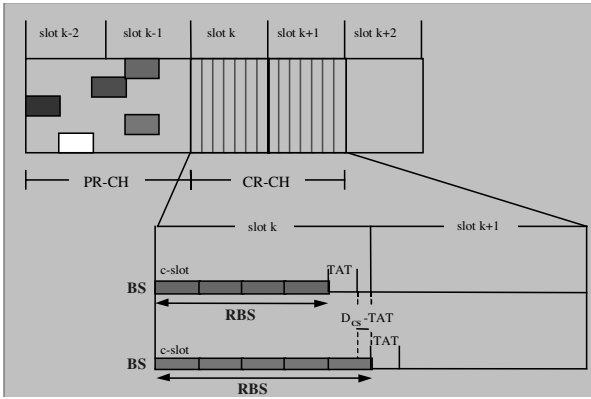 slot k-2 slot k-1 slot k slot k+1 slot k+2
PR-CH CR-CH
slot k slot k+1
c-slot TAT
BS
RBS
D_cs -TAT
c-slot TAT
BS
RBS